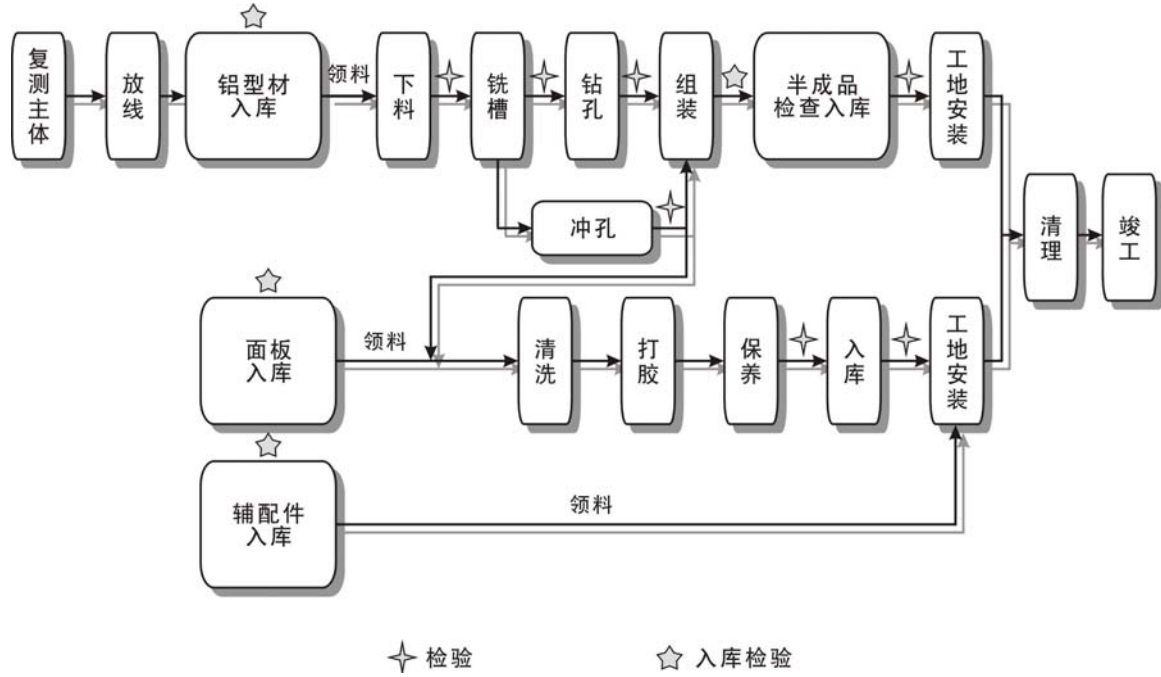 复测主体
放线
铝型材
入库
领料
下料
铣槽
钻孔
组装
半成品
检查入库
工地安装
冲孔
清理
竣工
面板
入库
领料
清洗
打胶
保养
入库
工地安装
辅配件
入库
领料
检验
入库检验